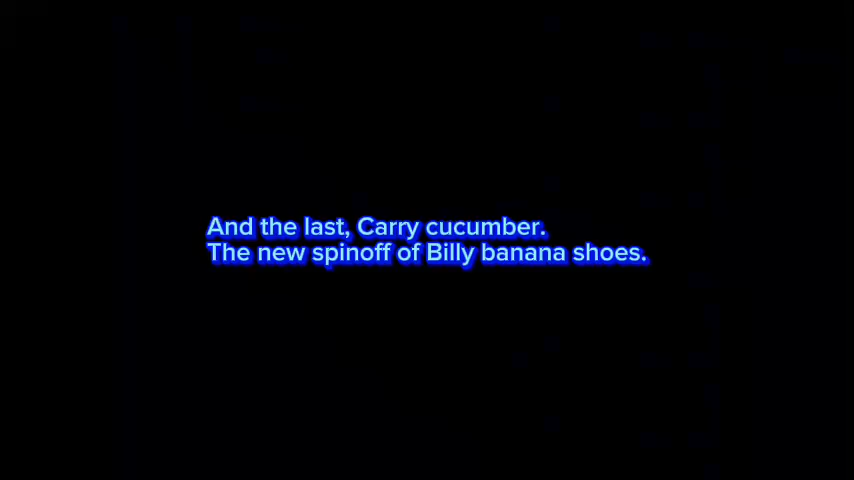 And the last, Carry cucumber.
The new spinoff of Billy banana shoes.